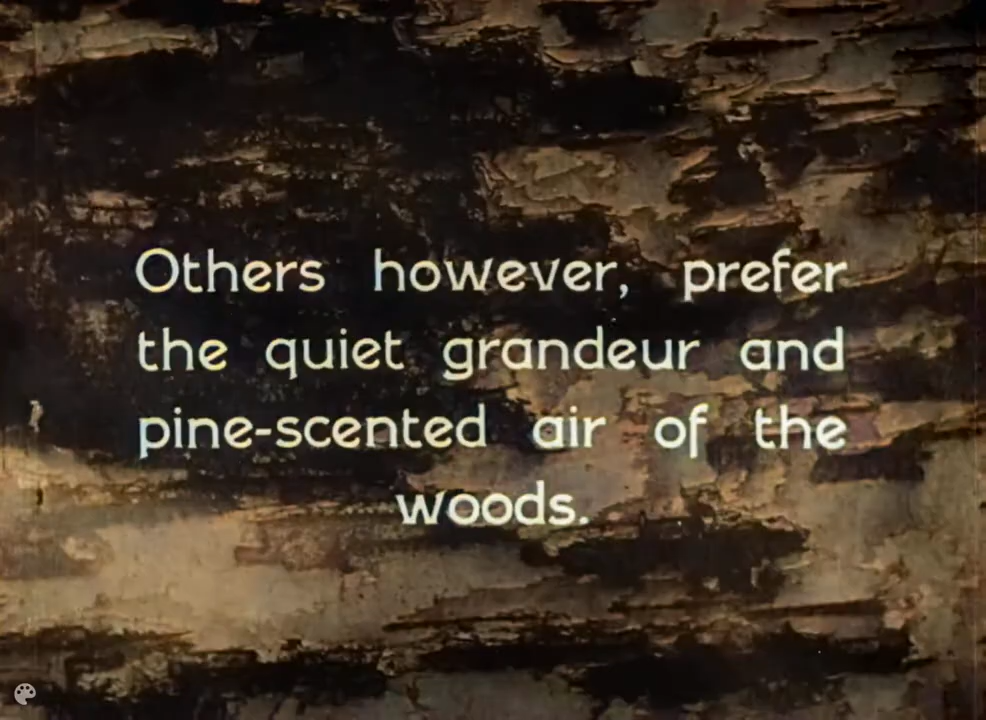 Others however, prefer
the quiet grandeur and
pine-scented air of the
woods.